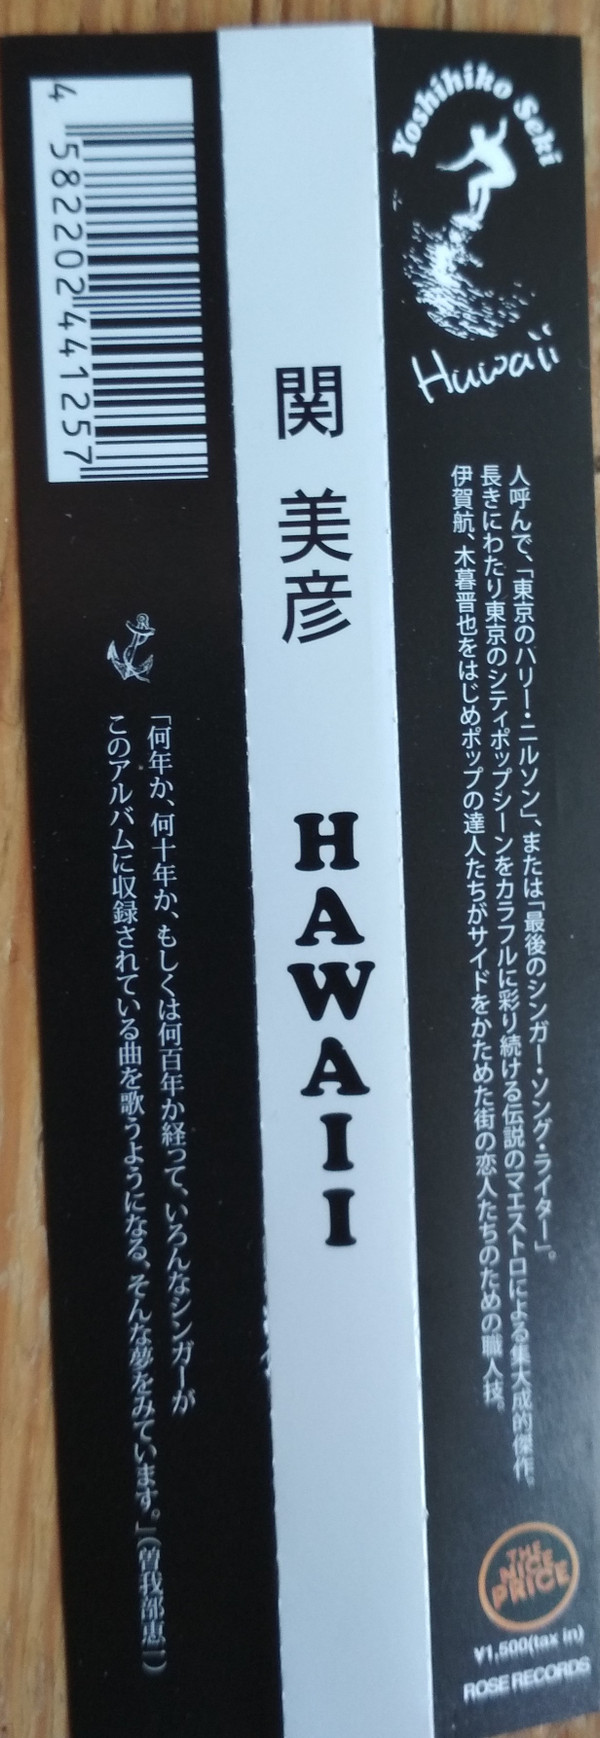 Yoshihiko Seki
Hawaii
人呼んで、「東京のハリー・ニルソン」、または「最後のシンガー・ソング・ライター」。
長きにわたり東京のシティポップシーンをカラフルに彩り続ける伝説のマエストロによる集大成的傑作。
伊賀航、木暮晋也をはじめポップの達人たちがサイドをかためた街の恋人たちのための職人技。
THE
NICE
PRICE
¥1,500(tax in)
ROSE RECORDS
関 美彦
HAWAII
4 582202 441257
「何年か、何十年か、もしくは何百年か経って、いろんなシンガーが
このアルバムに収録されている曲を歌うようになる、そんな夢をみています。」(曽我部恵一)